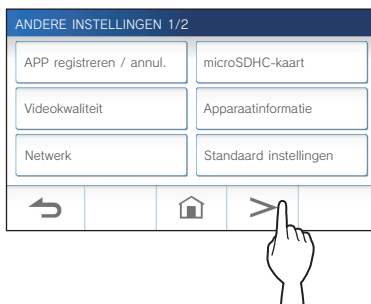 ANDERE INSTELLINGEN 1/2
APP registreren / annul.
microSDHC-kaart
Videokwaliteit
Apparaatinformatie
Netwerk
Standaard instellingen